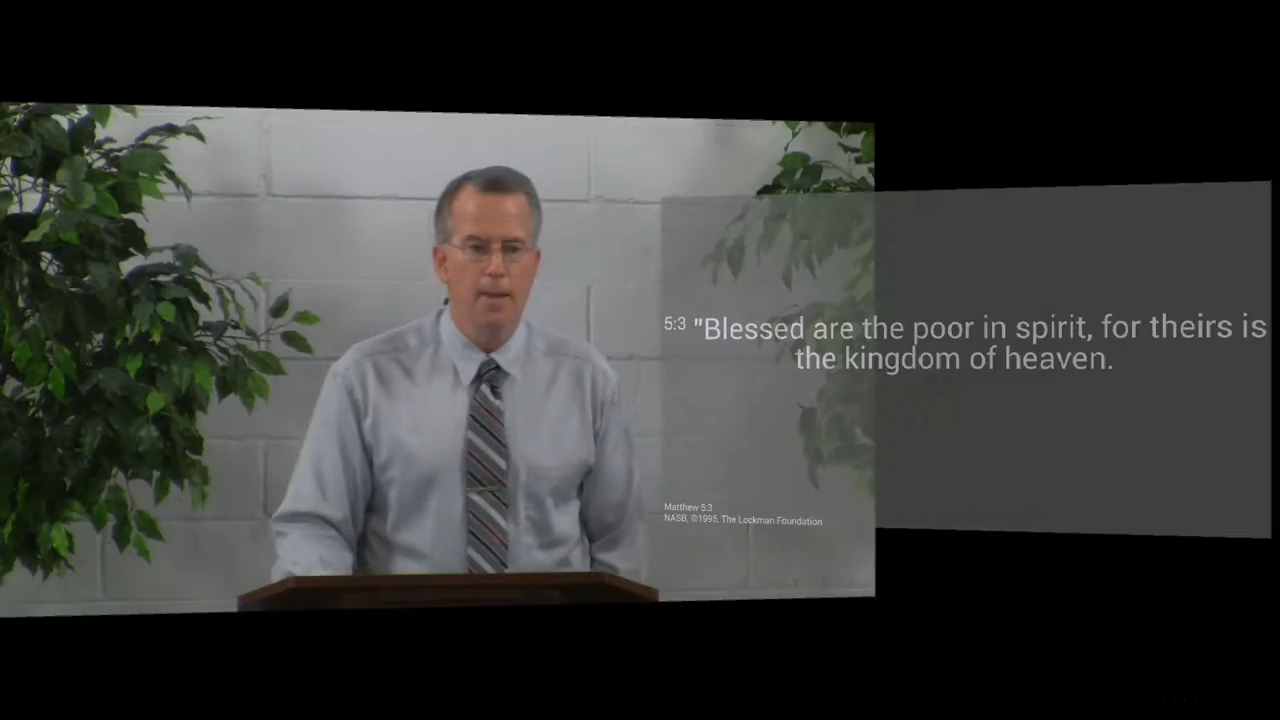 5:3 "Blessed are the poor in spirit, for theirs is
the kingdom of heaven.
Matthew 5:3
NASB, ©1995, The Lockman Foundation